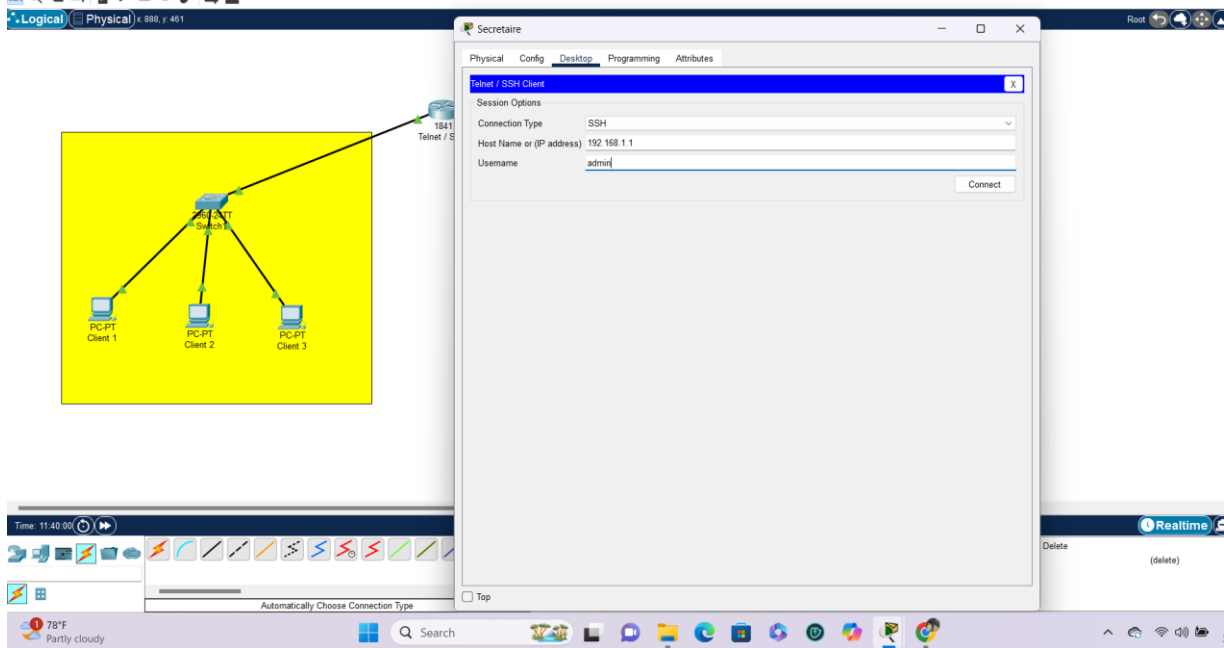 Logical Physical x: 888, y: 461 Root
Secretaire
Physical Config Desktop Programming Attributes
Telnet / SSH Client X
Session Options
Connection Type SSH
Host Name or (IP address) 192.168.1.1
Username admin
Connect
1841
Telnet / S
2960-24TT
Switch1
PC-PT
Client 1
PC-PT
Client 2
PC-PT
Client 3
Time: 11:40:00 Realtime
Delete
(delete)
Top
Automatically Choose Connection Type
1
78°F
Partly cloudy
Search